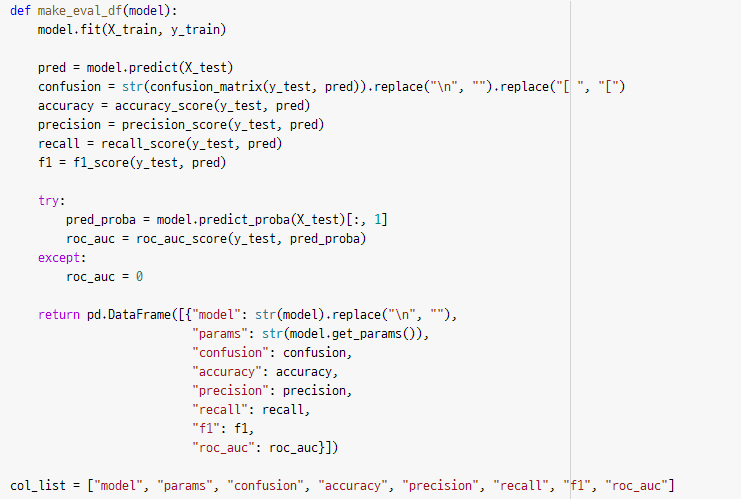 def make_eval_df(model):
    model.fit(X_train, y_train)

    pred = model.predict(X_test)
    confusion = str(confusion_matrix(y_test, pred)).replace("\n", "").replace("[ ", "[")
    accuracy = accuracy_score(y_test, pred)
    precision = precision_score(y_test, pred)
    recall = recall_score(y_test, pred)
    f1 = f1_score(y_test, pred)

    try:
        pred_proba = model.predict_proba(X_test)[:, 1]
        roc_auc = roc_auc_score(y_test, pred_proba)
    except:
        roc_auc = 0

    return pd.DataFrame([{"model": str(model).replace("\n", ""),
                          "params": str(model.get_params()),
                          "confusion": confusion,
                          "accuracy": accuracy,
                          "precision": precision,
                          "recall": recall,
                          "f1": f1,
                          "roc_auc": roc_auc}])

col_list = ["model", "params", "confusion", "accuracy", "precision", "recall", "f1", "roc_auc"]